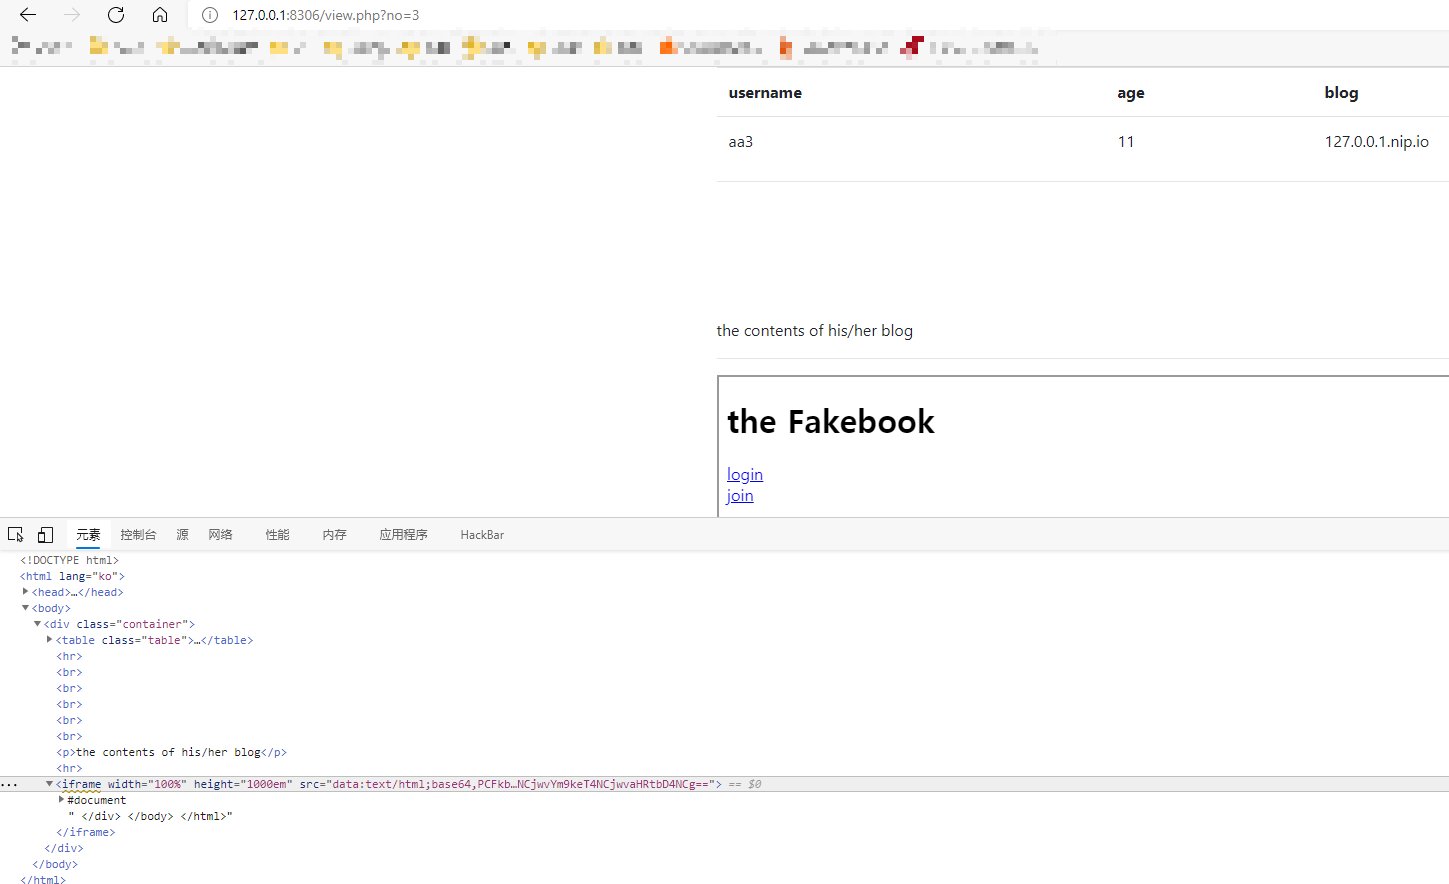 127.0.0.1:8306/view.php?no=3
username age blog
aa3 11 127.0.0.1.nip.io
the contents of his/her blog
the Fakebook
login
join
元素 控制台 源 网络 性能 内存 应用程序 HackBar
<!DOCTYPE html>
<html lang="ko">
<head>…</head>
<body>
<div class="container">
<table class="table">…</table>
<hr>
<br>
<br>
<br>
<br>
<br>
<p>the contents of his/her blog</p>
<hr>
<iframe width="100%" height="1000em" src="data:text/html;base64,PCFkb…NCjwvYm9keT4NCjwvaHRtbD4NCg=="> == $0
#document
" </div> </body> </html>"
</iframe>
</div>
</body>
</html>